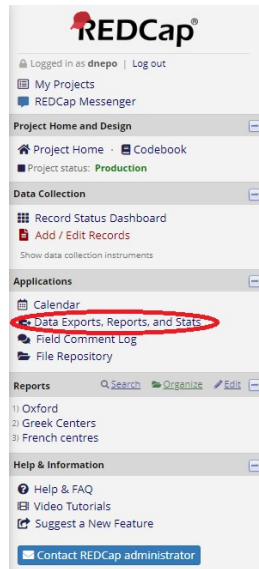 REDCap®
Logged in as dnepo | Log out
My Projects
REDCap Messenger
Project Home and Design
Project Home · Codebook
Project status: Production
Data Collection
Record Status Dashboard
Add / Edit Records
Show data collection instruments
Applications
Calendar
Data Exports, Reports, and Stats
Field Comment Log
File Repository
Reports Search Organize Edit
1) Oxford
2) Greek Centers
3) French centres
Help & Information
Help & FAQ
Video Tutorials
Suggest a New Feature
Contact REDCap administrator